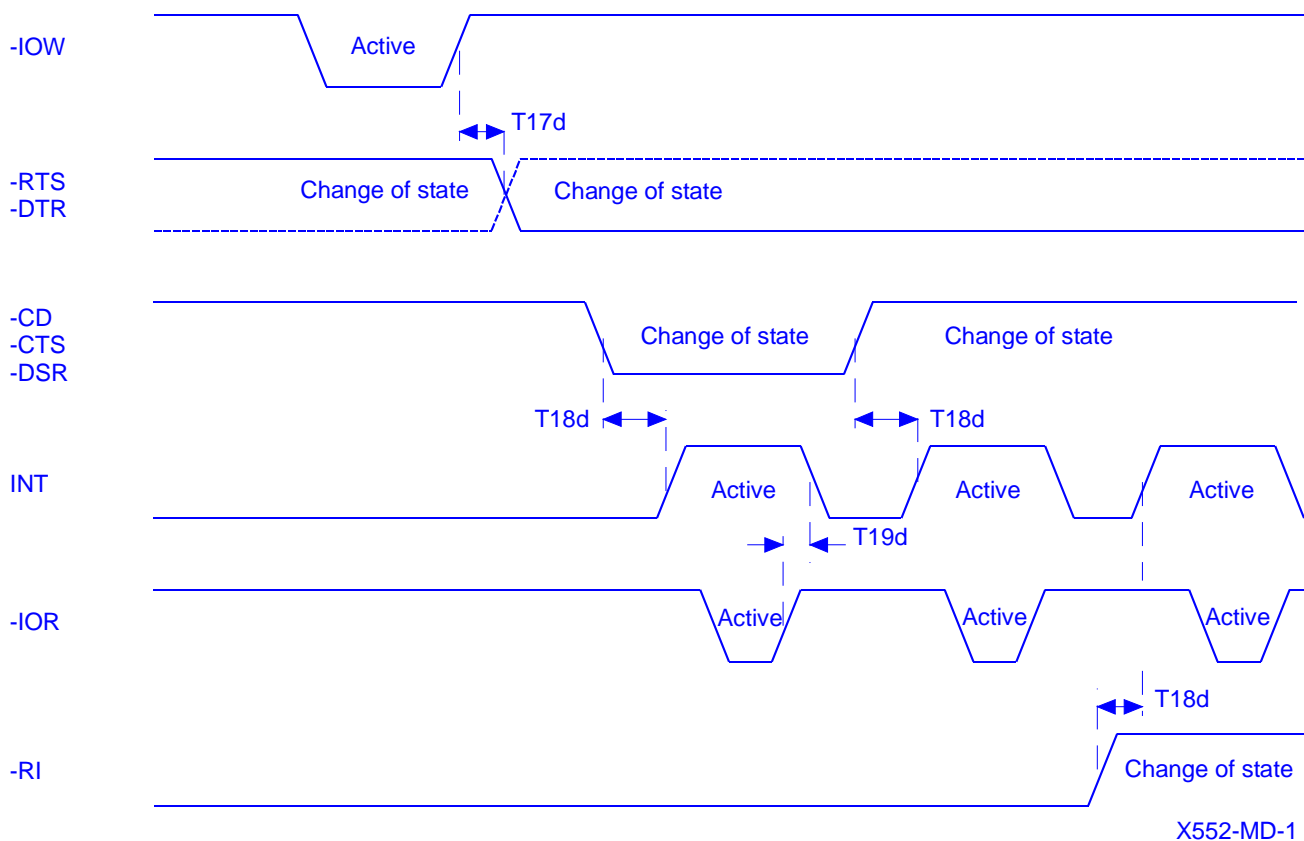 -IOW
Active
T17d
-RTS
-DTR
Change of state
Change of state
-CD
-CTS
-DSR
Change of state
Change of state
T18d
T18d
INT
Active
Active
Active
T19d
-IOR
Active
Active
Active
T18d
-RI
Change of state
X552-MD-1